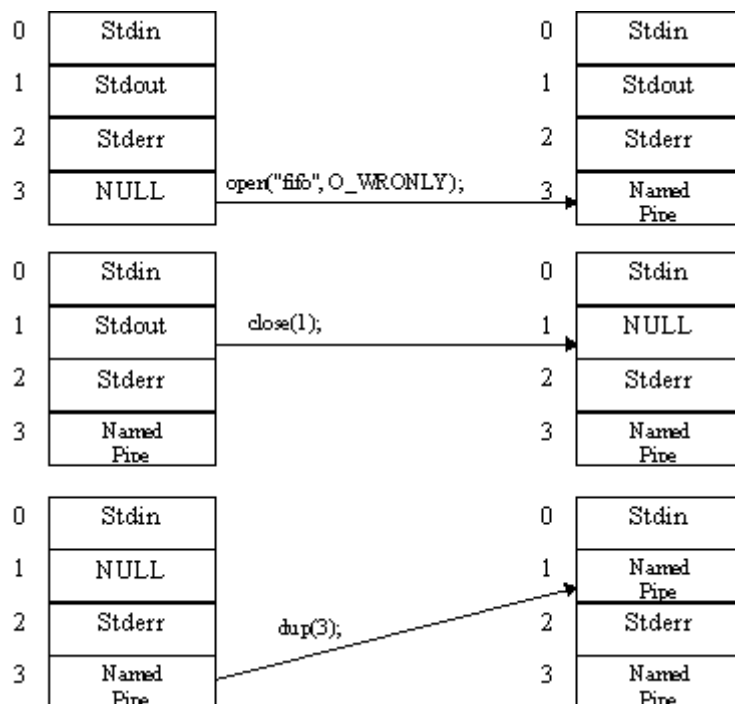 0 Stdin 0 Stdin
1 Stdout 1 Stdout
2 Stderr 2 Stderr
3 NULL open("fifo", O_WRONLY); 3 Named
Pipe
0 Stdin 0 Stdin
1 Stdout close(1); 1 NULL
2 Stderr 2 Stderr
3 Named 3 Named
Pipe Pipe
0 Stdin 0 Stdin
1 NULL 1 Named
Pipe
2 Stderr dup(3); 2 Stderr
3 Named 3 Named
Pipe Pipe